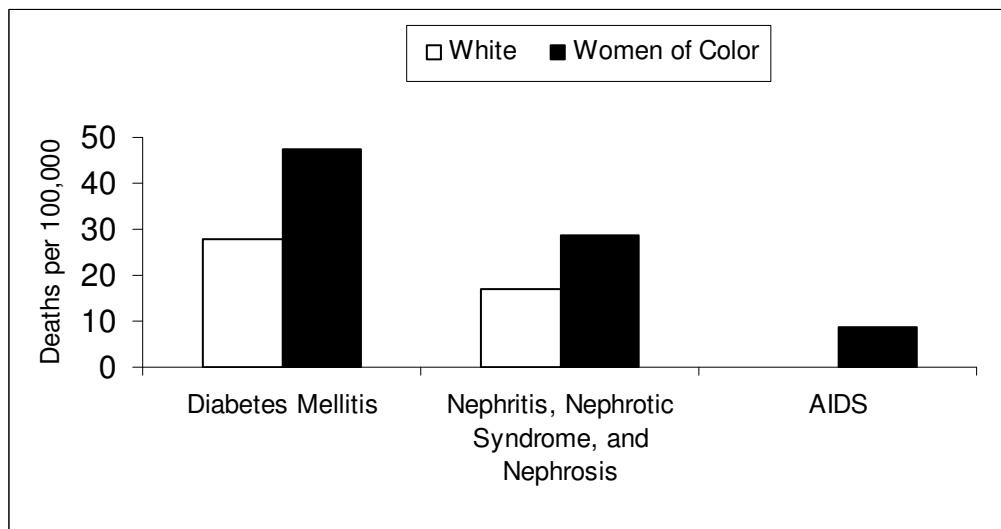 White Women of Color
Deaths per 100,000
50
40
30
20
10
0
Diabetes Mellitis
Nephritis, Nephrotic
Syndrome, and
Nephrosis
AIDS